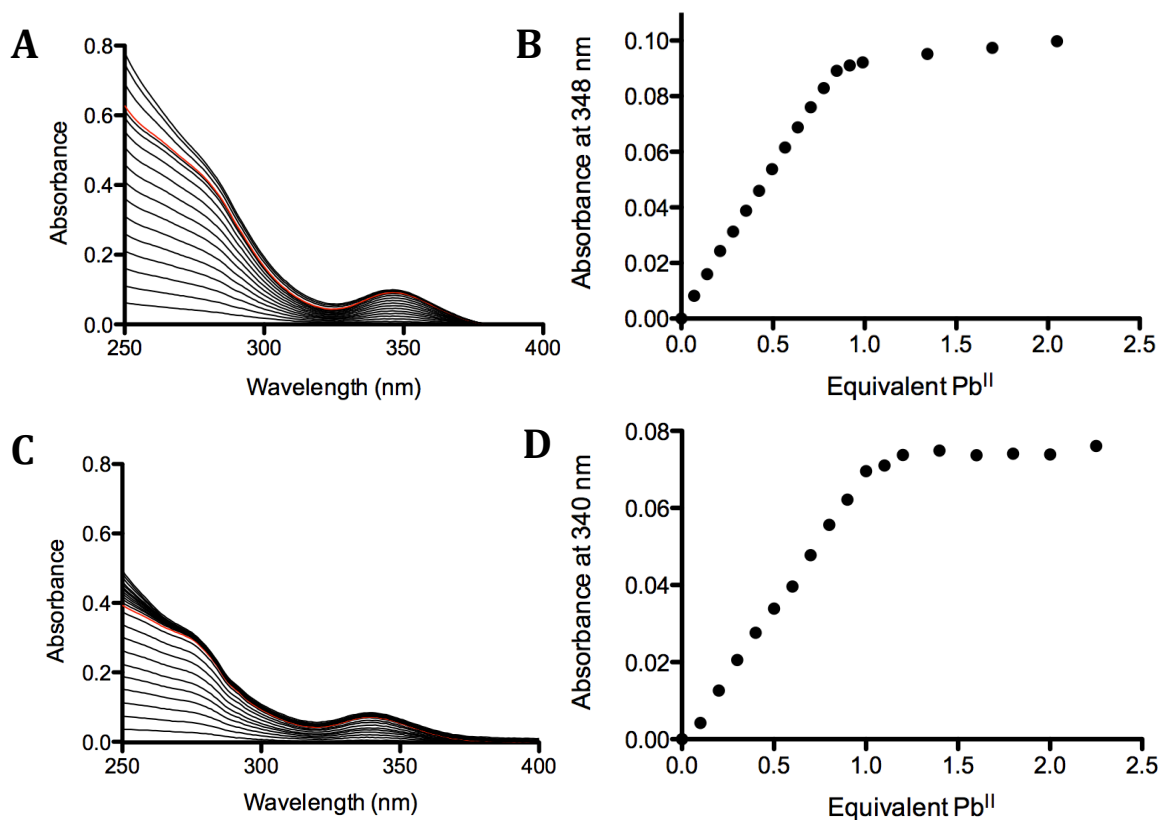 A
Absorbance
0.8
0.6
0.4
0.2
0.0
250 300 350 400
Wavelength (nm)
B
Absorbance at 348 nm
0.10
0.08
0.06
0.04
0.02
0.00
0.0 0.5 1.0 1.5 2.0 2.5
Equivalent Pbᴵᴵ
C
Absorbance
0.8
0.6
0.4
0.2
0.0
250 300 350 400
Wavelength (nm)
D
Absorbance at 340 nm
0.08
0.06
0.04
0.02
0.00
0.0 0.5 1.0 1.5 2.0 2.5
Equivalent Pbᴵᴵ